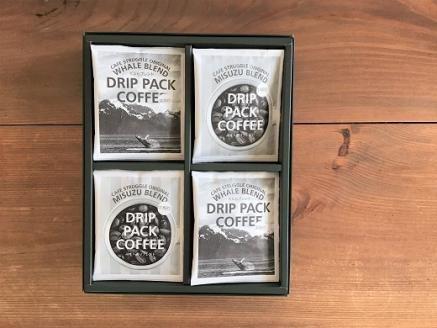 CAFE STRUGGLE ORIGINAL
WHALE BLEND
DRIP PACK
COFFEE
CAFE STRUGGLE ORIGINAL
MISUZU BLEND
DRIP
PACK
COFFEE
CAFE STRUGGLE ORIGINAL
MISUZU BLEND
DRIP
PACK
COFFEE
CAFE STRUGGLE ORIGINAL
WHALE BLEND
DRIP PACK
COFFEE